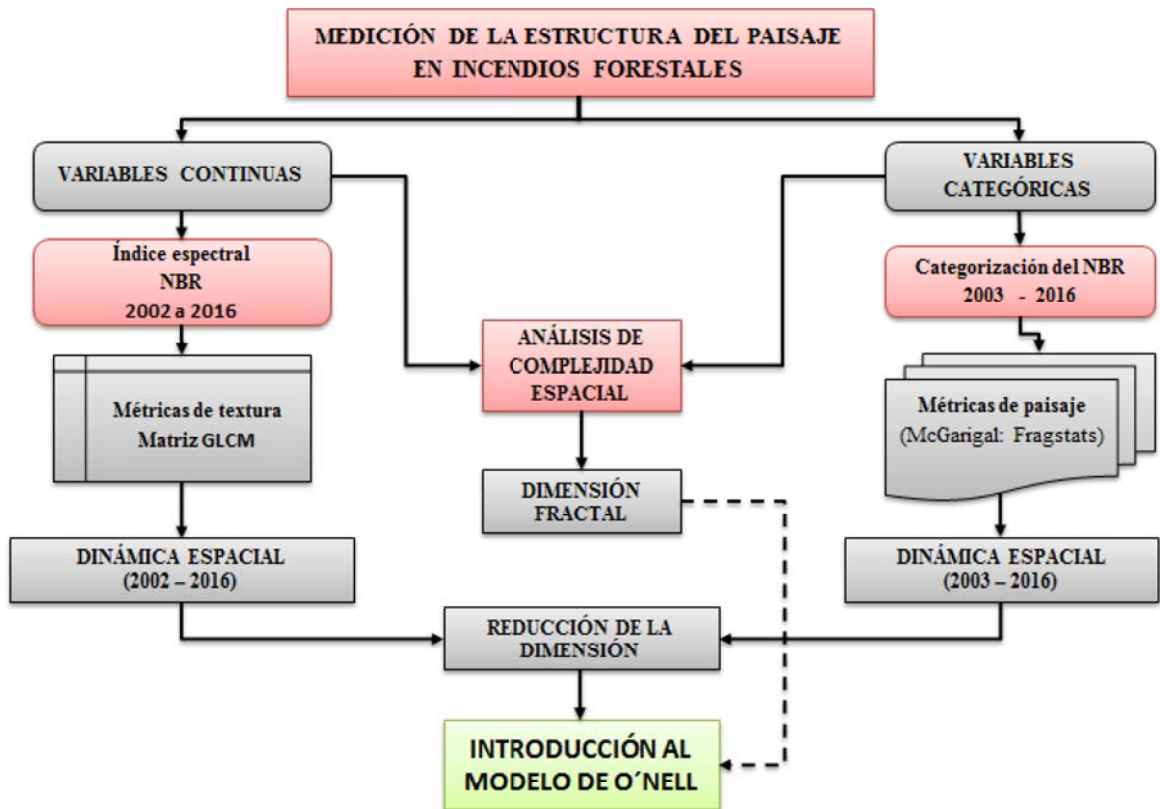 MEDICIÓN DE LA ESTRUCTURA DEL PAISAJE
EN INCENDIOS FORESTALES
VARIABLES CONTINUAS
VARIABLES
CATEGÓRICAS
Índice espectral
NBR
2002 a 2016
Categorización del NBR
2003 - 2016
ANÁLISIS DE
COMPLEJIDAD
ESPACIAL
Métricas de textura
Matriz GLCM
Métricas de paisaje
(McGarigal: Fragstats)
DIMENSIÓN
FRACTAL
DINÁMICA ESPACIAL
(2002 – 2016)
DINÁMICA ESPACIAL
(2003 – 2016)
REDUCCIÓN DE LA
DIMENSIÓN
INTRODUCCIÓN AL
MODELO DE O´NELL